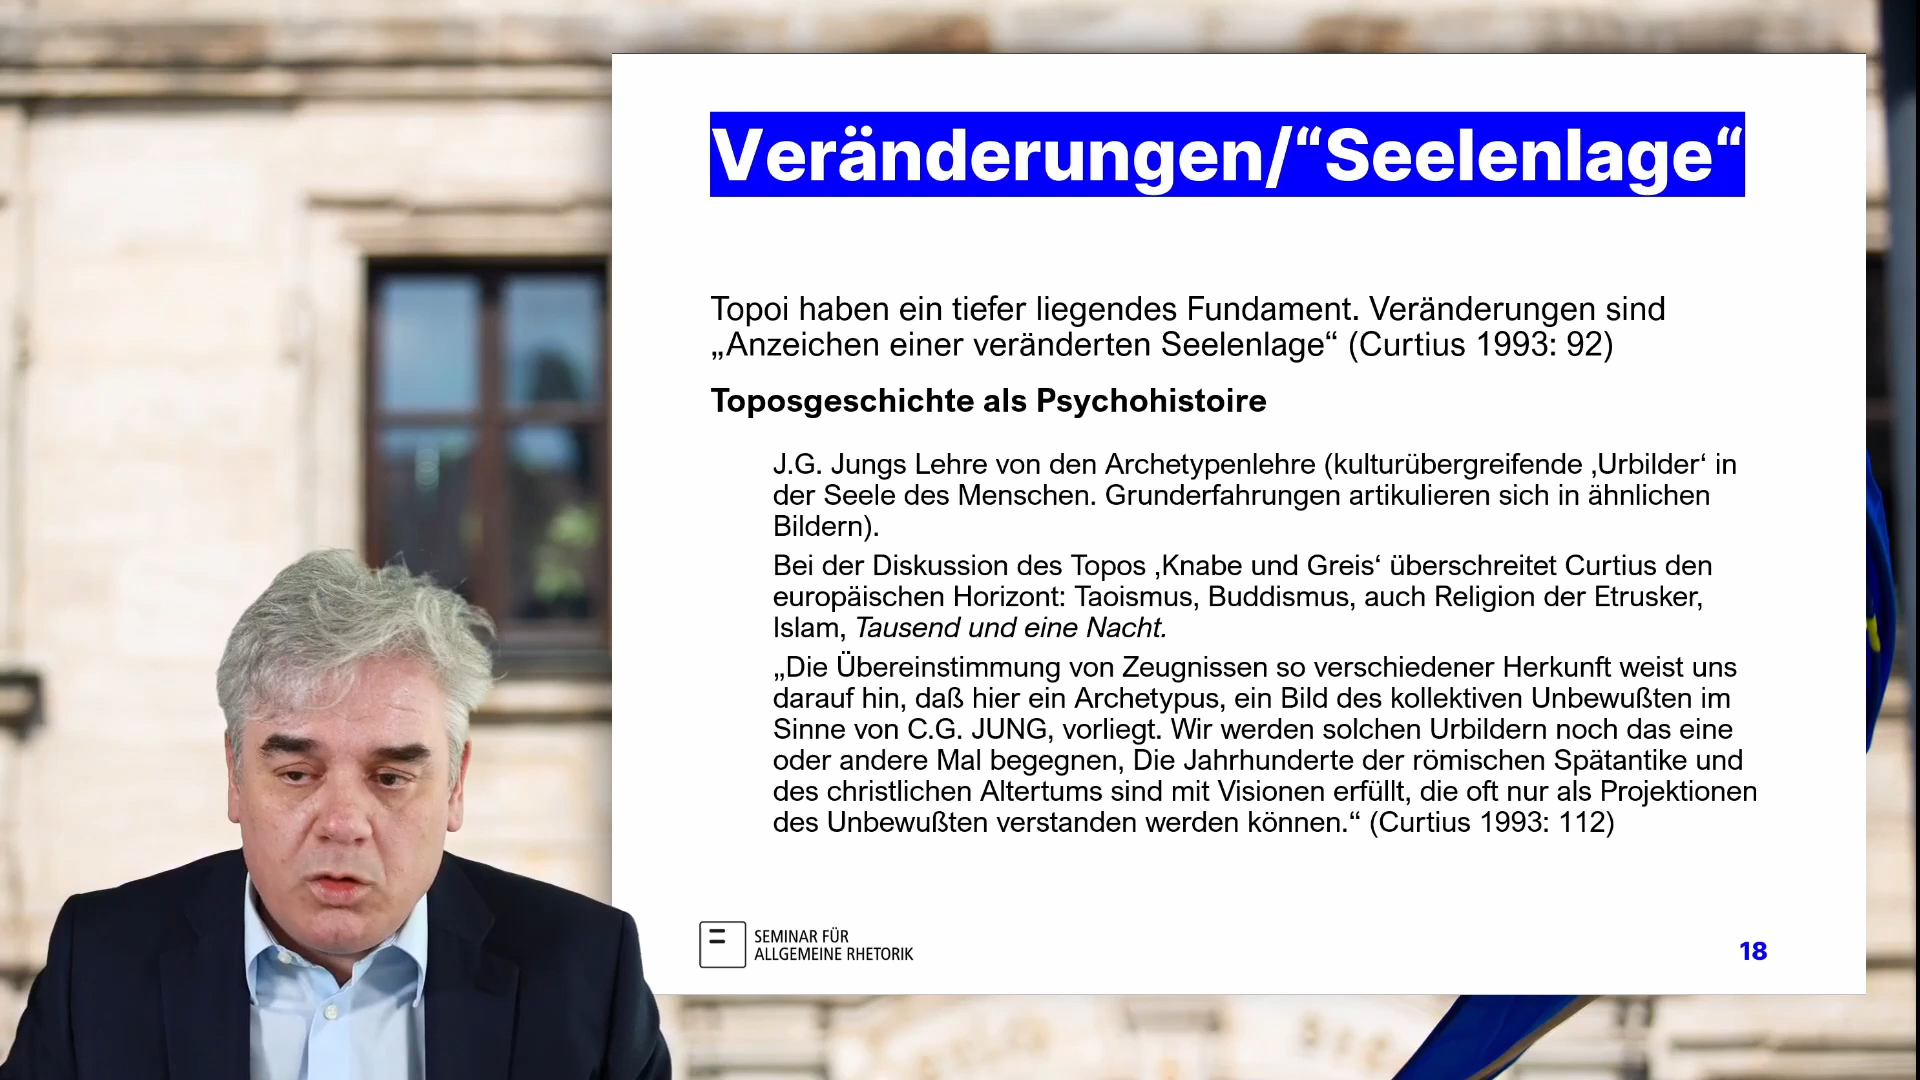 Veränderungen/“Seelenlage“
Topoi haben ein tiefer liegendes Fundament. Veränderungen sind
„Anzeichen einer veränderten Seelenlage“ (Curtius 1993: 92)
Toposgeschichte als Psychohistoire
J.G. Jungs Lehre von den Archetypenlehre (kulturübergreifende ‚Urbilder‘ in
der Seele des Menschen. Grunderfahrungen artikulieren sich in ähnlichen
Bildern).
Bei der Diskussion des Topos ‚Knabe und Greis‘ überschreitet Curtius den
europäischen Horizont: Taoismus, Buddismus, auch Religion der Etrusker,
Islam, Tausend und eine Nacht.
„Die Übereinstimmung von Zeugnissen so verschiedener Herkunft weist uns
darauf hin, daß hier ein Archetypus, ein Bild des kollektiven Unbewußten im
Sinne von C.G. JUNG, vorliegt. Wir werden solchen Urbildern noch das eine
oder andere Mal begegnen, Die Jahrhunderte der römischen Spätantike und
des christlichen Altertums sind mit Visionen erfüllt, die oft nur als Projektionen
des Unbewußten verstanden werden können.“ (Curtius 1993: 112)
SEMINAR FÜR
ALLGEMEINE RHETORIK
18